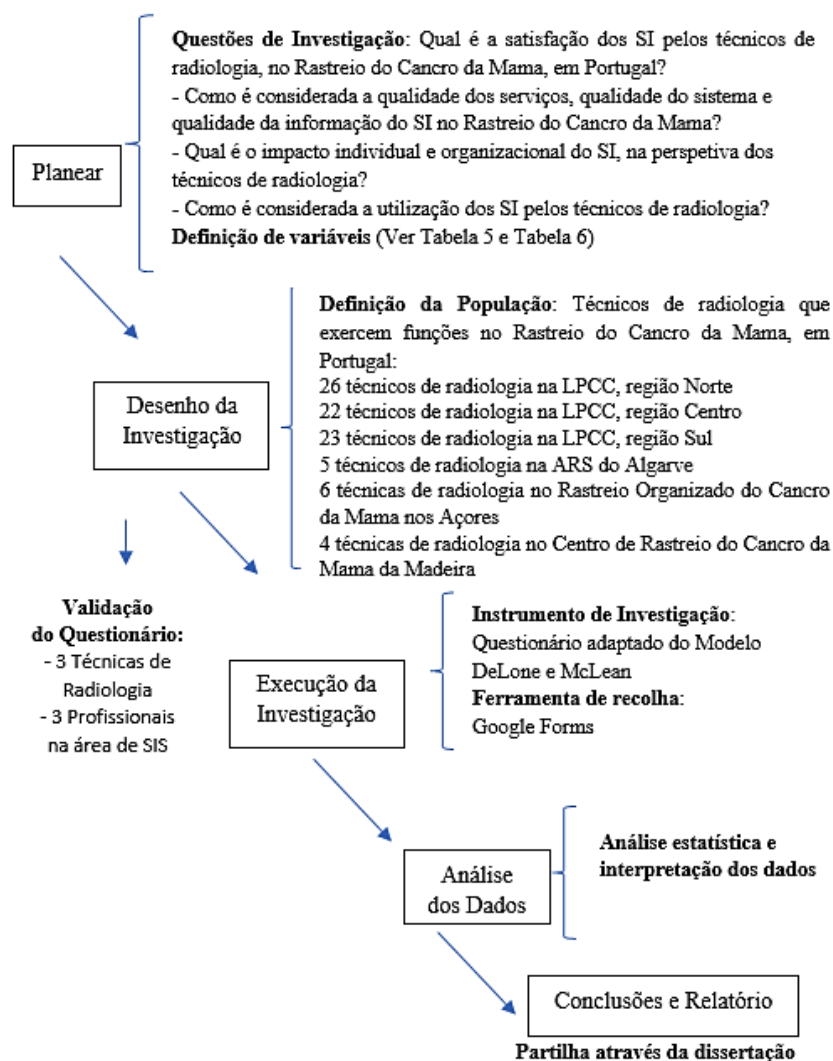 Questões de Investigação: Qual é a satisfação dos SI pelos técnicos de
radiologia, no Rastreio do Cancro da Mama, em Portugal?
- Como é considerada a qualidade dos serviços, qualidade do sistema e
qualidade da informação do SI no Rastreio do Cancro da Mama?
- Qual é o impacto individual e organizacional do SI, na perspetiva dos
técnicos de radiologia?
- Como é considerada a utilização dos SI pelos técnicos de radiologia?
Definição de variáveis (Ver Tabela 5 e Tabela 6)
Planear
Definição da População: Técnicos de radiologia que
exercem funções no Rastreio do Cancro da Mama, em
Portugal:
26 técnicos de radiologia na LPCC, região Norte
22 técnicos de radiologia na LPCC, região Centro
23 técnicos de radiologia na LPCC, região Sul
5 técnicos de radiologia na ARS do Algarve
6 técnicas de radiologia no Rastreio Organizado do Cancro
da Mama nos Açores
4 técnicas de radiologia no Centro de Rastreio do Cancro da
Mama da Madeira
Desenho da
Investigação
Validação
do Questionário:
- 3 Técnicas de
Radiologia
- 3 Profissionais
na área de SIS
Execução da
Investigação
Instrumento de Investigação:
Questionário adaptado do Modelo
DeLone e McLean
Ferramenta de recolha:
Google Forms
Análise
dos Dados
Análise estatística e
interpretação dos dados
Conclusões e Relatório
Partilha através da dissertação